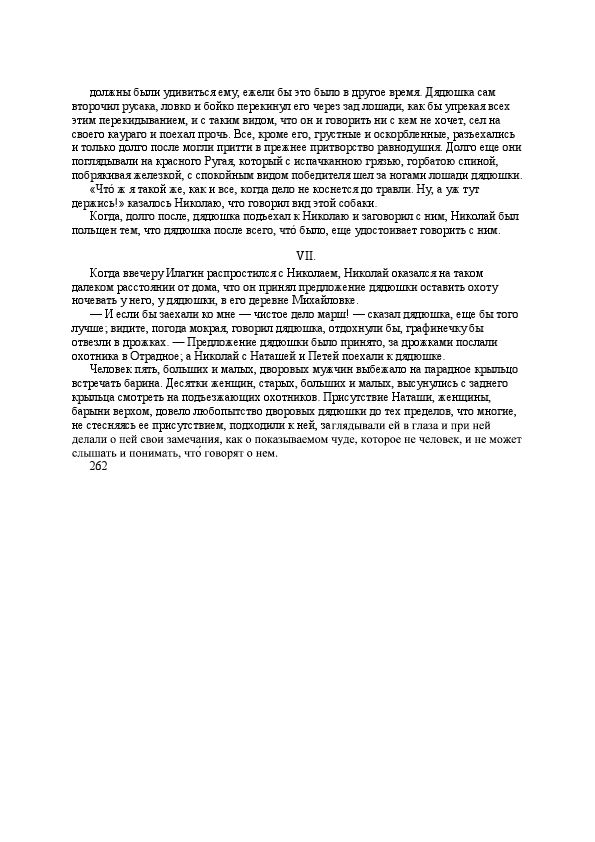 должны были удивиться ему, ежели бы это было в другое время. Дядюшка сам
второчил русака, ловко и бойко перекинул его через зад лошади, как бы упрекая всех
этим перекидыванием, и с таким видом, что он и говорить ни с кем не хочет, сел на
своего каураго и поехал прочь. Все, кроме его, грустные и оскорбленные, разъехались
и только долго после могли притти в прежнее притворство равнодушия. Долго еще они
поглядывали на красного Ругая, который с испачканною грязью, горбатою спиной,
побрякивая железкой, с спокойным видом победителя шел за ногами лошади дядюшки.
«Что́ ж я такой же, как и все, когда дело не коснется до травли. Ну, а уж тут
держись!» казалось Николаю, что говорил вид этой собаки.
Когда, долго после, дядюшка подъехал к Николаю и заговорил с ним, Николай был
польщен тем, что дядюшка после всего, что́ было, еще удостоивает говорить с ним.
VII.
Когда ввечеру Илагин распростился с Николаем, Николай оказался на таком
далеком расстоянии от дома, что он принял предложение дядюшки оставить охоту
ночевать у него, у дядюшки, в его деревне Михайловке.
— И если бы заехали ко мне — чистое дело марш! — сказал дядюшка, еще бы того
лучше; видите, погода мокрая, говорил дядюшка, отдохнули бы, графинечку бы
отвезли в дрожках. — Предложение дядюшки было принято, за дрожками послали
охотника в Отрадное; а Николай с Наташей и Петей поехали к дядюшке.
Человек пять, больших и малых, дворовых мужчин выбежало на парадное крыльцо
встречать барина. Десятки женщин, старых, больших и малых, высунулись с заднего
крыльца смотреть на подъезжающих охотников. Присутствие Наташи, женщины,
барыни верхом, довело любопытство дворовых дядюшки до тех пределов, что многие,
не стесняясь ее присутствием, подходили к ней, заглядывали ей в глаза и при ней
делали о ней свои замечания, как о показываемом чуде, которое не человек, и не может
слышать и понимать, что́ говорят о нем.
262